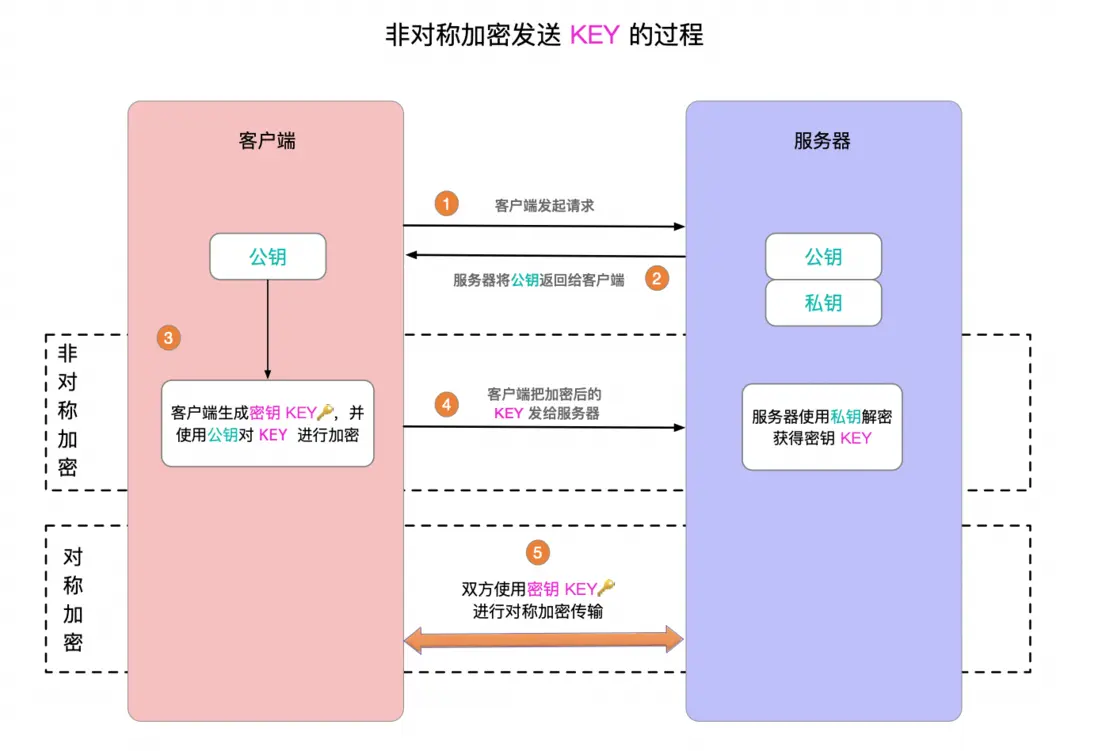 非对称加密发送 KEY 的过程
客户端
服务器
1
客户端发起请求
公钥
公钥
服务器将公钥返回给客户端
2
私钥
3
非对称加密
客户端生成密钥 KEY🔑，并
使用公钥对 KEY 进行加密
4
客户端把加密后的
KEY 发给服务器
服务器使用私钥解密
获得密钥 KEY
对称加密
5
双方使用密钥 KEY🔑
进行对称加密传输